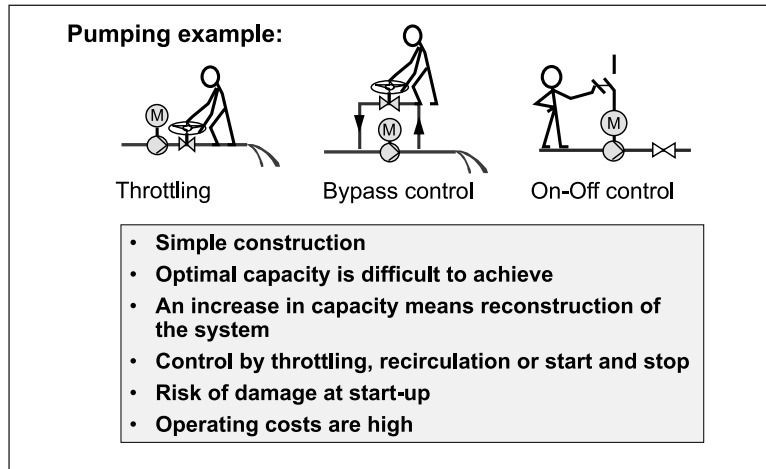 Pumping example:
M
M
M
Throttling
Bypass control
On-Off control
• Simple construction
• Optimal capacity is difficult to achieve
• An increase in capacity means reconstruction of
the system
• Control by throttling, recirculation or start and stop
• Risk of damage at start-up
• Operating costs are high